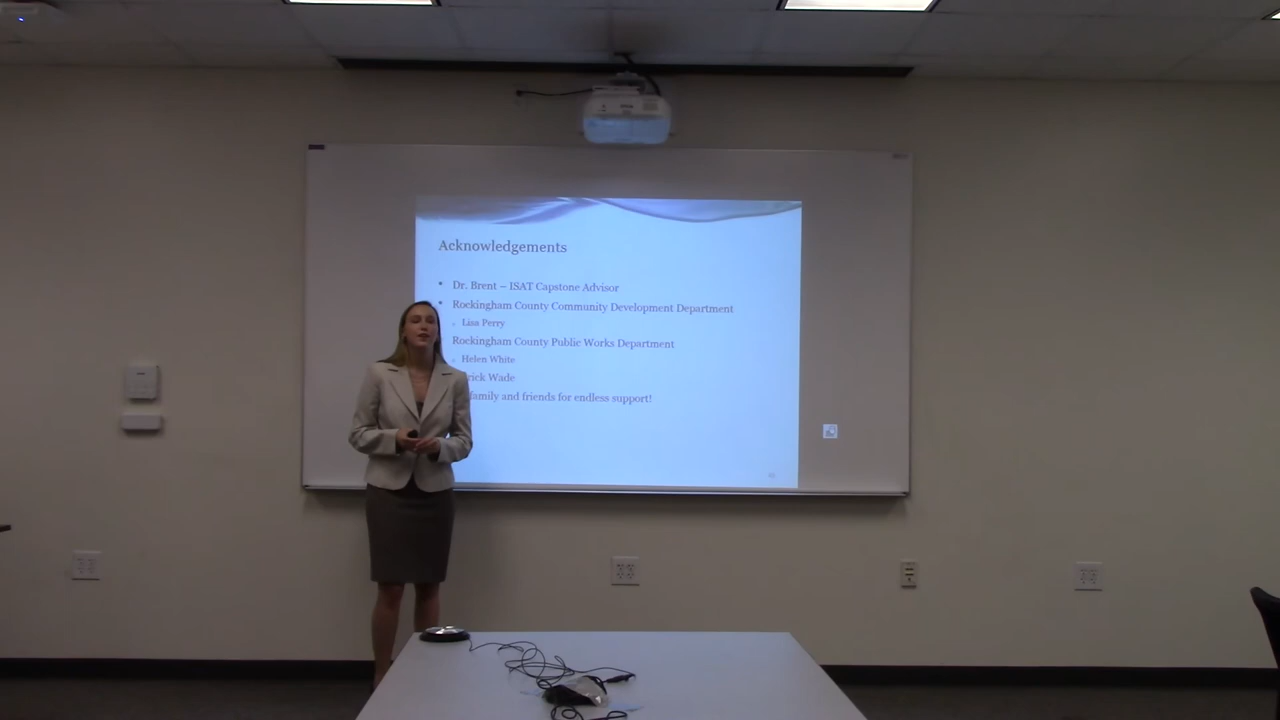 Acknowledgements
Dr. Brent – ISAT Capstone Advisor
Rockingham County Community Development Department
Lisa Perry
Rockingham County Public Works Department
Helen White
Wade
family and friends for endless support!